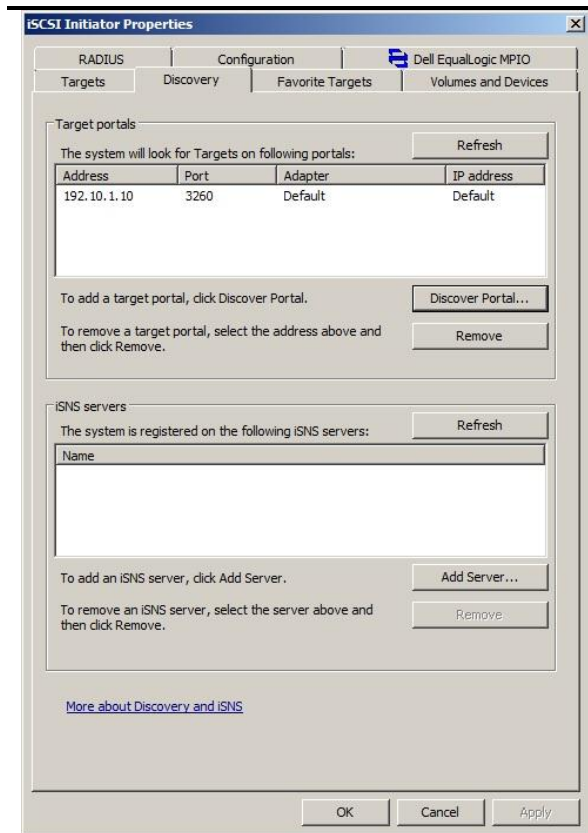 iSCSI Initiator Properties
RADIUS Configuration Dell EqualLogic MPIO
Targets Discovery Favorite Targets Volumes and Devices
Target portals
The system will look for Targets on following portals: Refresh
Address Port Adapter IP address
192.10.1.10 3260 Default Default
To add a target portal, click Discover Portal. Discover Portal...
To remove a target portal, select the address above and
then click Remove.
Remove
iSNS servers
The system is registered on the following iSNS servers: Refresh
Name
To add an iSNS server, click Add Server. Add Server...
To remove an iSNS server, select the server above and
then click Remove.
Remove
More about Discovery and iSNS
OK Cancel Apply